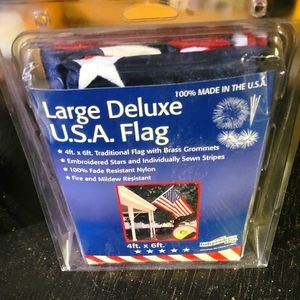 100% MADE IN THE U.S.A.
Large Deluxe
U.S.A. Flag
★ 4ft. x 6ft. Traditional Flag with Brass Grommets
★ Embroidered Stars and Individually Sewn Stripes
★ 100% Fade Resistant Nylon
★ Fire and Mildew Resistant
4ft. x 6ft.